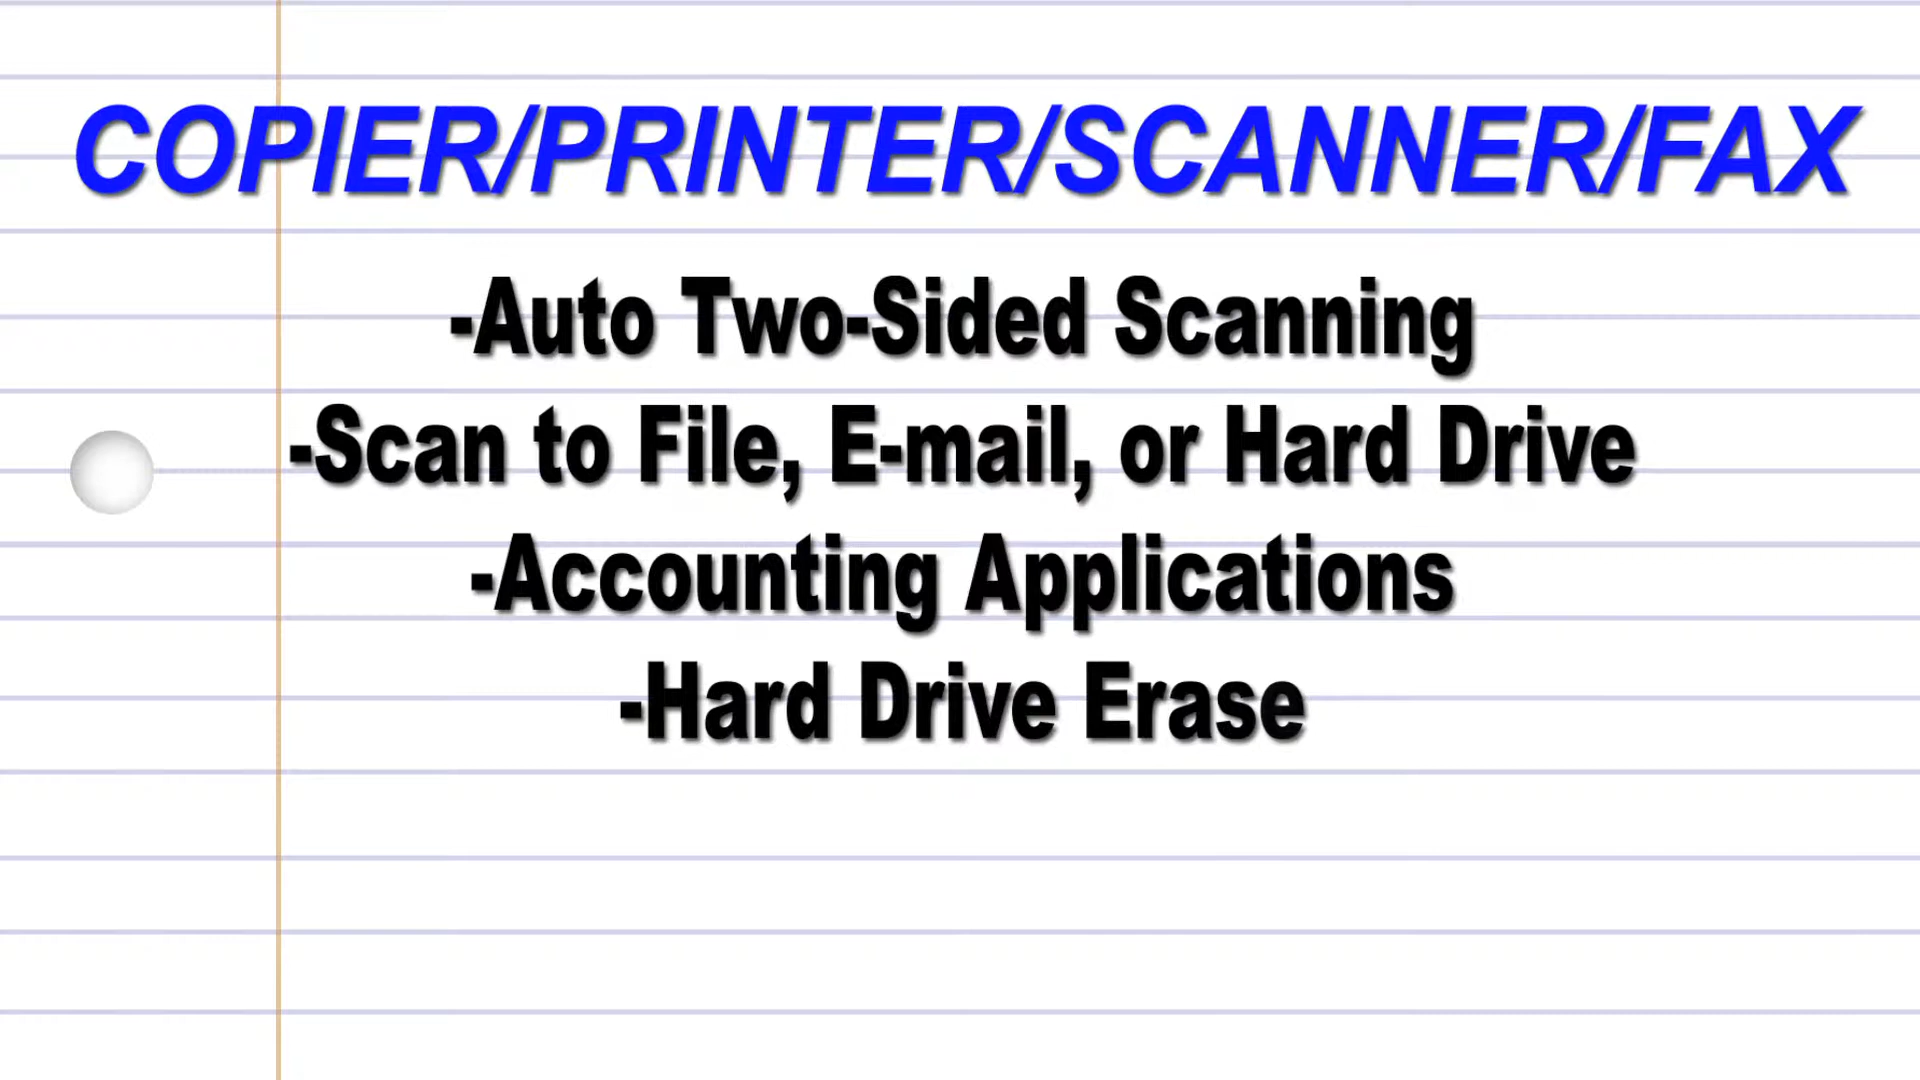 COPIER/PRINTER/SCANNER/FAX
-Auto Two-Sided Scanning
-Scan to File, E-mail, or Hard Drive
-Accounting Applications
-Hard Drive Erase